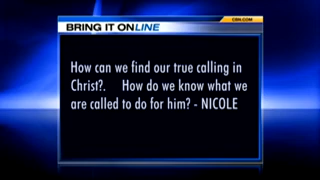 CBN.COM
BRING IT ONLINE
How can we find our true calling in
Christ?. How do we know what we
are called to do for him? - NICOLE